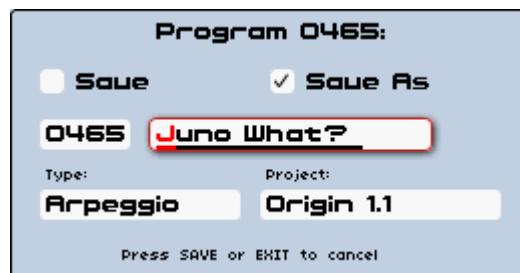 Program 0465:
Save Save As
0465 Juno What?
Type: Project:
Arpeggio Origin 1.1
Press SAVE or EXIT to cancel